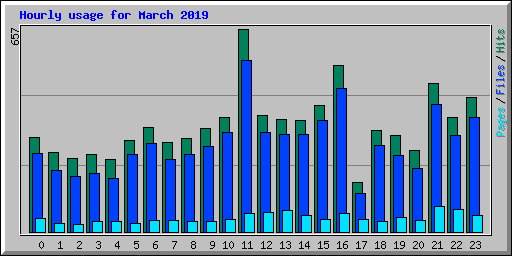 Hourly usage for March 2019
657
Pages/Files/Hits
0 1 2 3 4 5 6 7 8 9 10 11 12 13 14 15 16 17 18 19 20 21 22 23